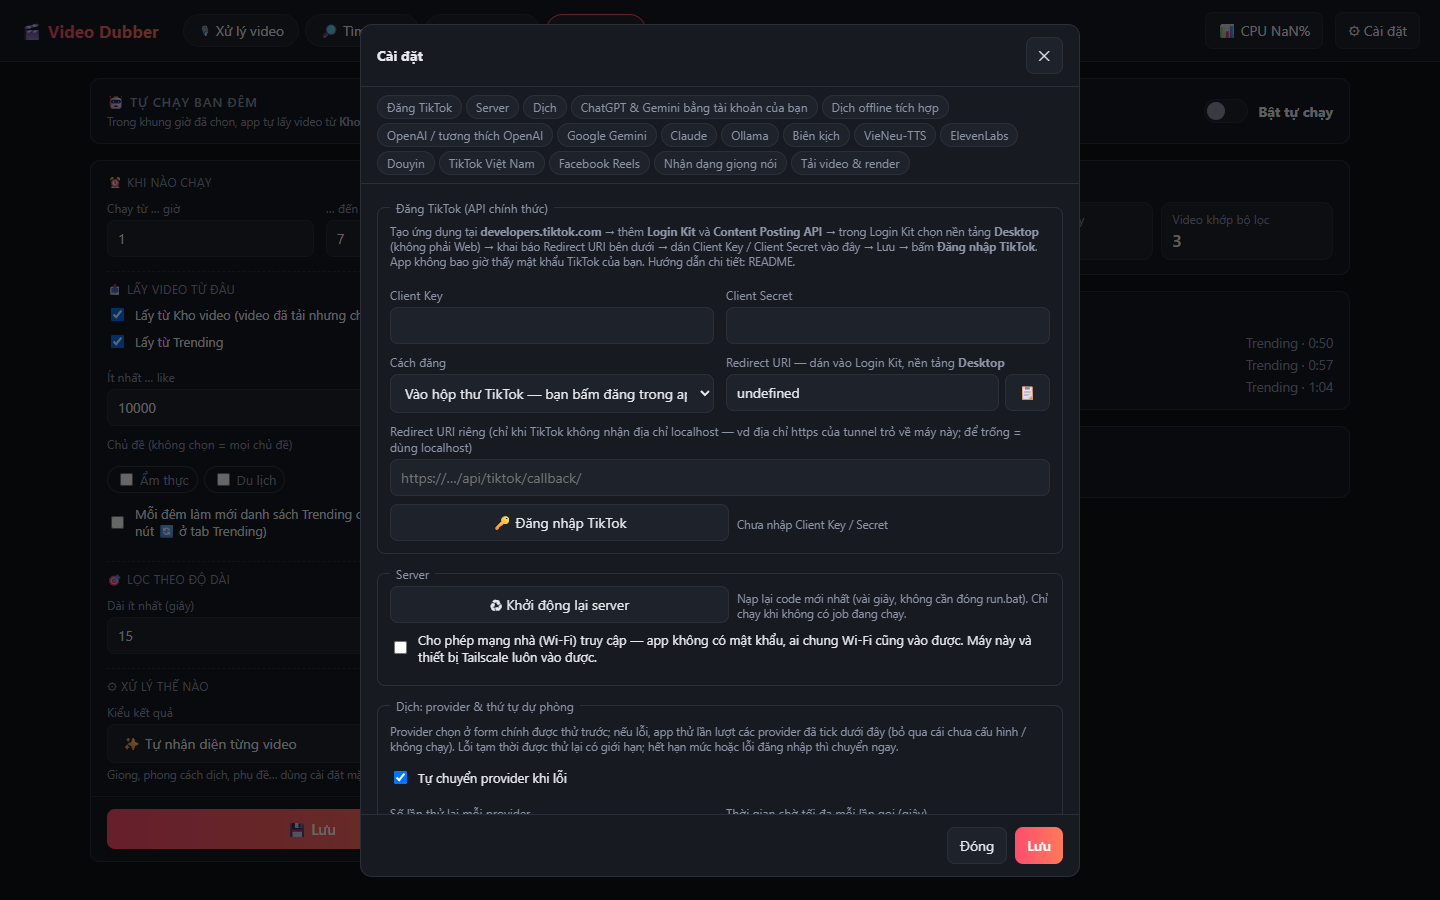 Video Dubber
Xử lý video
CPU NaN%
Cài đặt
TỰ CHẠY BAN ĐÊM
Trong khung giờ đã chọn, app tự lấy video từ
Bật tự chạy
KHI NÀO CHẠY
Chạy từ ... giờ
... đến
1
7
LẤY VIDEO TỪ ĐÂU
Lấy từ Kho video (video đã tải nhưng
Lấy từ Trending
Ít nhất ... like
10000
Chủ đề (không chọn = mọi chủ đề)
Ẩm thực
Du lịch
Mỗi đêm làm mới danh sách Trending
nút 🔄 ở tab Trending)
LỌC THEO ĐỘ DÀI
Dài ít nhất (giây)
15
XỬ LÝ THẾ NÀO
Kiểu kết quả
✨ Tự nhận diện từng video
Giọng, phong cách dịch, phụ đề... dùng cài đặt
Lưu
Video khớp bộ lọc
3
Trending · 0:50
Trending · 0:57
Trending · 1:04
Cài đặt
Đăng TikTok
Server
Dịch
ChatGPT & Gemini bằng tài khoản của bạn
Dịch offline tích hợp
OpenAI / tương thích OpenAI
Google Gemini
Claude
Ollama
Biên kịch
VieNeu-TTS
ElevenLabs
Douyin
TikTok Việt Nam
Facebook Reels
Nhận dạng giọng nói
Tải video & render
Đăng TikTok (API chính thức)
Tạo ứng dụng tại developers.tiktok.com → thêm Login Kit và Content Posting API → trong Login Kit chọn nền tảng Desktop
(không phải Web) → khai báo Redirect URI bên dưới → dán Client Key / Client Secret vào đây → Lưu → bấm Đăng nhập TikTok.
App không bao giờ thấy mật khẩu TikTok của bạn. Hướng dẫn chi tiết: README.
Client Key
Client Secret
Cách đăng
Redirect URI — dán vào Login Kit, nền tảng Desktop
Vào hộp thư TikTok — bạn bấm đăng trong
undefined
Redirect URI riêng (chỉ khi TikTok không nhận địa chỉ localhost — vd địa chỉ https của tunnel trỏ về máy này; để trống =
dùng localhost)
https://.../api/tiktok/callback/
🔑 Đăng nhập TikTok
Chưa nhập Client Key / Secret
Server
♻ Khởi động lại server
Nạp lại code mới nhất (vài giây, không cần đóng run.bat). Chỉ
chạy khi không có job đang chạy.
Cho phép mạng nhà (Wi-Fi) truy cập — app không có mật khẩu, ai chung Wi-Fi cũng vào được. Máy này và
thiết bị Tailscale luôn vào được.
Dịch: provider & thứ tự dự phòng
Provider chọn ở form chính được thử trước; nếu lỗi, app thử lần lượt các provider đã tick dưới đây (bỏ qua cái chưa cấu hình /
không chạy). Lỗi tạm thời được thử lại có giới hạn; hết hạn mức hoặc lỗi đăng nhập thì chuyển ngay.
Tự chuyển provider khi lỗi
Số lần thử lại mỗi provider
Thời gian chờ tối đa mỗi lần gọi (giây)
Đóng
Lưu